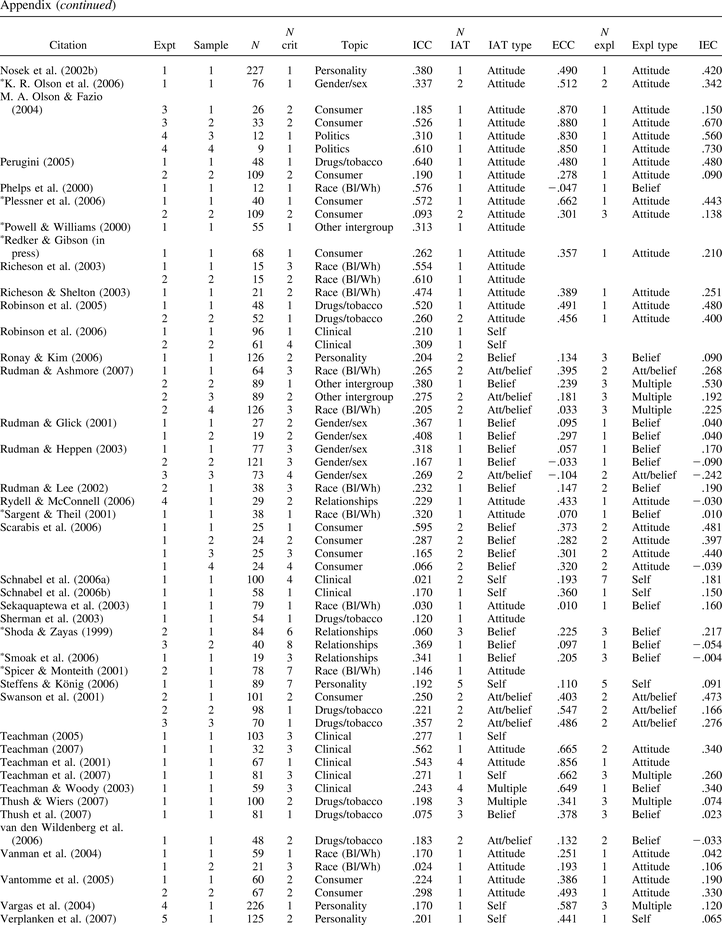 Appendix (continued)
N N N
Citation Expt Sample N crit Topic ICC IAT IAT type ECC expl Expl type IEC
Nosek et al. (2002b) 1 1 227 1 Personality .380 1 Attitude .490 1 Attitude .420
*K. R. Olson et al. (2006) 1 1 76 1 Gender/sex .337 2 Attitude .512 2 Attitude .342
M. A. Olson & Fazio
(2004) 3 1 26 2 Consumer .185 1 Attitude .870 1 Attitude .150
3 2 33 2 Consumer .526 1 Attitude .880 1 Attitude .670
4 3 12 1 Politics .310 1 Attitude .830 1 Attitude .560
4 4 9 1 Politics .610 1 Attitude .850 1 Attitude .730
Perugini (2005) 1 1 48 1 Drugs/tobacco .640 1 Attitude .480 1 Attitude .480
2 2 109 2 Consumer .190 1 Attitude .278 1 Attitude .090
Phelps et al. (2000) 1 1 12 1 Race (Bl/Wh) .576 1 Attitude −.047 1 Belief
*Plessner et al. (2006) 1 1 40 1 Consumer .572 1 Attitude .662 1 Attitude .443
2 2 109 2 Consumer .093 2 Attitude .301 3 Attitude .138
*Powell & Williams (2000) 1 1 55 1 Other intergroup .313 1 Attitude
*Redker & Gibson (in
press) 1 1 68 1 Consumer .262 1 Attitude .357 1 Attitude .210
Richeson et al. (2003) 1 1 15 3 Race (Bl/Wh) .554 1 Attitude
2 2 15 2 Race (Bl/Wh) .610 1 Attitude
Richeson & Shelton (2003) 1 1 21 2 Race (Bl/Wh) .474 1 Attitude .389 1 Attitude .251
Robinson et al. (2005) 1 1 48 1 Drugs/tobacco .520 1 Attitude .491 1 Attitude .480
2 2 52 1 Drugs/tobacco .260 2 Attitude .456 1 Attitude .400
Robinson et al. (2006) 1 1 96 1 Clinical .210 1 Self
2 2 61 4 Clinical .309 1 Self
Ronay & Kim (2006) 1 1 126 2 Personality .204 2 Belief .134 3 Belief .090
Rudman & Ashmore (2007) 1 1 64 3 Race (Bl/Wh) .265 2 Att/belief .395 2 Att/belief .268
2 2 89 1 Other intergroup .380 1 Belief .239 3 Multiple .530
2 3 89 2 Other intergroup .275 2 Att/belief .181 3 Multiple .192
2 4 126 3 Race (Bl/Wh) .205 2 Att/belief .033 3 Multiple .225
Rudman & Glick (2001) 1 1 27 2 Gender/sex .367 1 Belief .095 1 Belief .040
1 2 19 2 Gender/sex .408 1 Belief .297 1 Belief .040
Rudman & Heppen (2003) 1 1 77 3 Gender/sex .318 1 Belief .057 1 Belief .170
2 2 121 3 Gender/sex .167 1 Belief −.033 1 Belief −.090
3 3 73 4 Gender/sex .269 2 Att/belief −.104 2 Att/belief −.242
Rudman & Lee (2002) 2 1 38 3 Race (Bl/Wh) .232 1 Belief .147 2 Belief .190
Rydell & McConnell (2006) 4 1 29 2 Relationships .229 1 Attitude .433 1 Attitude −.030
*Sargent & Theil (2001) 1 1 38 1 Race (Bl/Wh) .320 1 Attitude .070 1 Belief .010
Scarabis et al. (2006) 1 1 25 1 Consumer .595 2 Belief .373 2 Attitude .481
1 2 24 2 Consumer .287 2 Belief .282 2 Attitude .397
1 3 25 3 Consumer .165 2 Belief .301 2 Attitude .440
1 4 24 4 Consumer .066 2 Belief .320 2 Attitude −.039
Schnabel et al. (2006a) 1 1 100 4 Clinical .021 2 Self .193 7 Self .181
Schnabel et al. (2006b) 1 1 58 1 Clinical .170 1 Self .360 1 Self .150
Sekaquaptewa et al. (2003) 1 1 79 1 Race (Bl/Wh) .030 1 Attitude .010 1 Belief .160
Sherman et al. (2003) 1 1 54 1 Drugs/tobacco .120 1 Attitude
*Shoda & Zayas (1999) 2 1 84 6 Relationships .060 3 Belief .225 3 Belief .217
3 2 40 8 Relationships .369 1 Belief .097 1 Belief −.054
*Smoak et al. (2006) 1 1 19 3 Relationships .341 1 Belief .205 3 Belief −.004
*Spicer & Monteith (2001) 2 1 78 7 Race (Bl/Wh) .146 1 Attitude
Steffens & König (2006) 1 1 89 7 Personality .192 5 Self .110 5 Self .091
Swanson et al. (2001) 1 1 101 2 Consumer .250 2 Att/belief .403 2 Att/belief .473
2 2 98 1 Drugs/tobacco .221 2 Att/belief .547 2 Att/belief .166
3 3 70 1 Drugs/tobacco .357 2 Att/belief .486 2 Att/belief .276
Teachman (2005) 1 1 103 3 Clinical .277 1 Self
Teachman (2007) 1 1 32 3 Clinical .562 1 Attitude .665 2 Attitude .340
Teachman et al. (2001) 1 1 67 1 Clinical .543 4 Attitude .856 1 Attitude
Teachman et al. (2007) 1 1 81 3 Clinical .271 1 Self .662 3 Multiple .260
Teachman & Woody (2003) 1 1 59 3 Clinical .243 4 Multiple .649 1 Belief .340
Thush & Wiers (2007) 1 1 100 2 Drugs/tobacco .198 3 Multiple .341 3 Multiple .074
Thush et al. (2007) 1 1 81 1 Drugs/tobacco .075 3 Belief .378 3 Belief .023
van den Wildenberg et al.
(2006) 1 1 48 2 Drugs/tobacco .183 2 Att/belief .132 2 Belief −.033
Vanman et al. (2004) 1 1 59 1 Race (Bl/Wh) .170 1 Attitude .251 1 Attitude .042
1 2 21 3 Race (Bl/Wh) .024 1 Attitude .193 1 Attitude .106
Vantomme et al. (2005) 1 1 60 2 Consumer .224 1 Attitude .386 1 Attitude .190
2 2 67 2 Consumer .298 1 Attitude .493 1 Attitude .330
Vargas et al. (2004) 4 1 226 1 Personality .170 1 Self .587 3 Multiple .120
Verplanken et al. (2007) 5 1 125 2 Personality .201 1 Self .441 1 Self .065